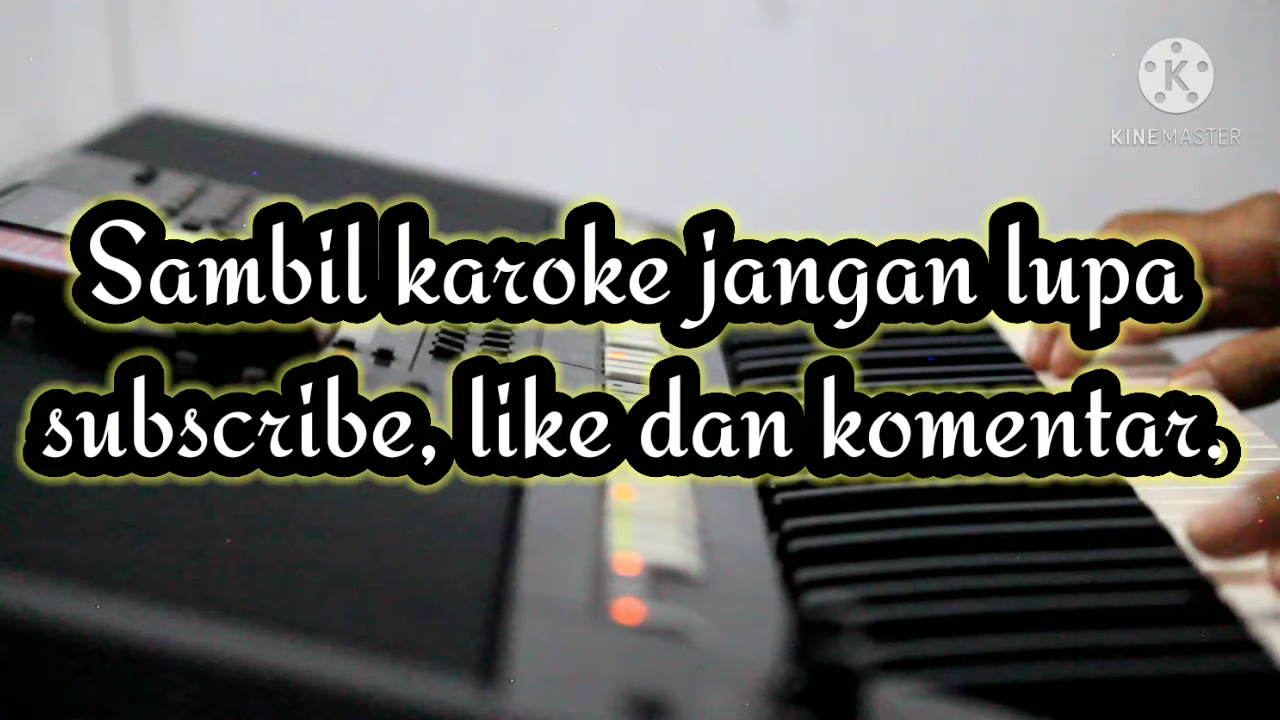 K
KINEMASTER
Sambil karoke jangan lupa
subscribe, like dan komentar.